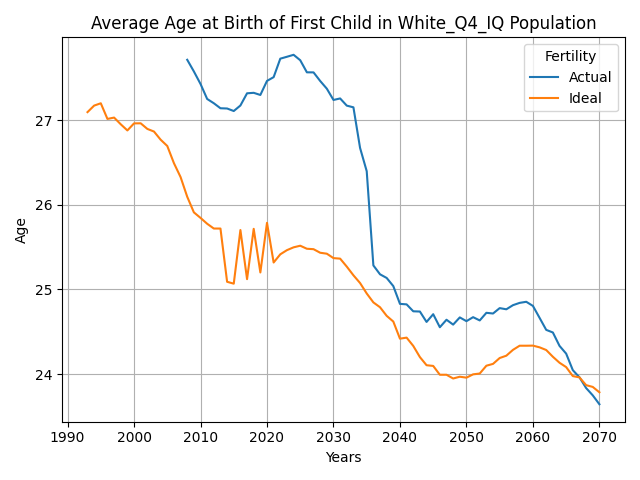 Average Age at Birth of First Child in White_Q4_IQ Population
Fertility
Actual
Ideal
Age
27
26
25
24
1990 2000 2010 2020 2030 2040 2050 2060 2070
Years